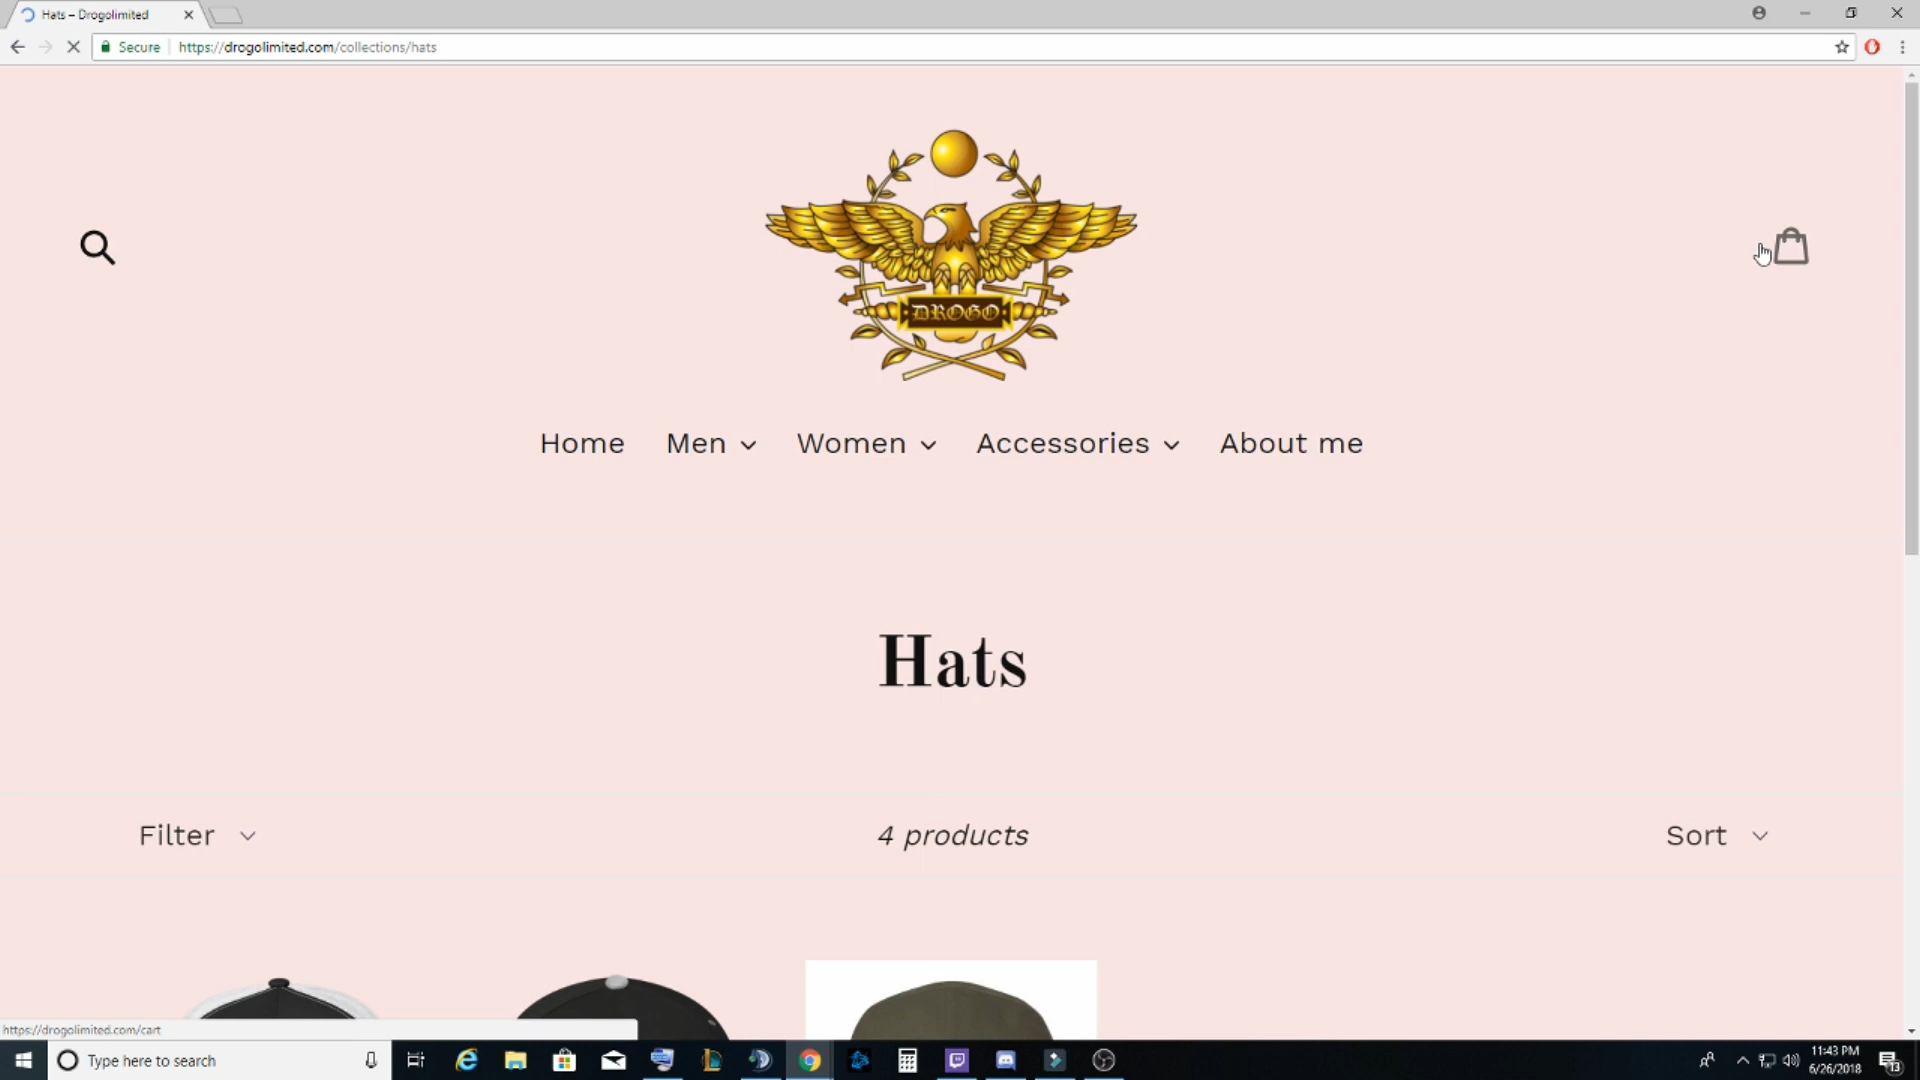 Hats – Drogolimited
Secure https://drogolimited.com/collections/hats
DROGO
Home Men Women Accessories About me
Hats
Filter 4 products Sort
https://drogolimited.com/cart
Type here to search
11:43 PM
6/26/2018
13